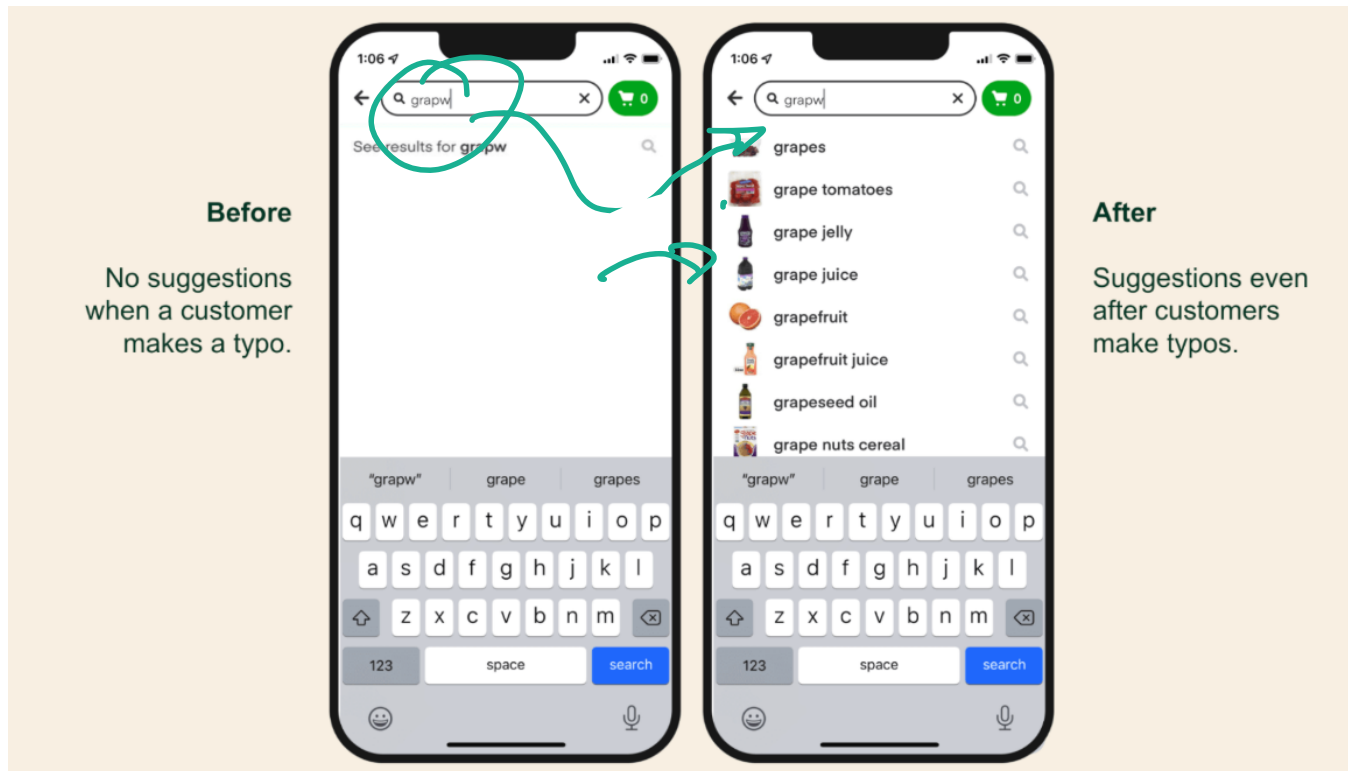 Before
No suggestions
when a customer
makes a typo.
1:06
grapw
0
See results for grapw
"grapw" grape grapes
q w e r t y u i o p
a s d f g h j k l
z x c v b n m
123 space search
1:06
grapw
0
grapes
grape tomatoes
grape jelly
grape juice
grapefruit
grapefruit juice
grapeseed oil
grape nuts cereal
"grapw" grape grapes
q w e r t y u i o p
a s d f g h j k l
z x c v b n m
123 space search
After
Suggestions even
after customers
make typos.